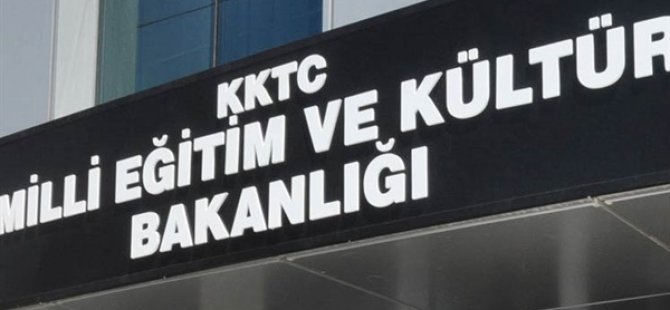 KKTC
MİLLİ EĞİTİM VE KÜLTÜR
BAKANLIĞI